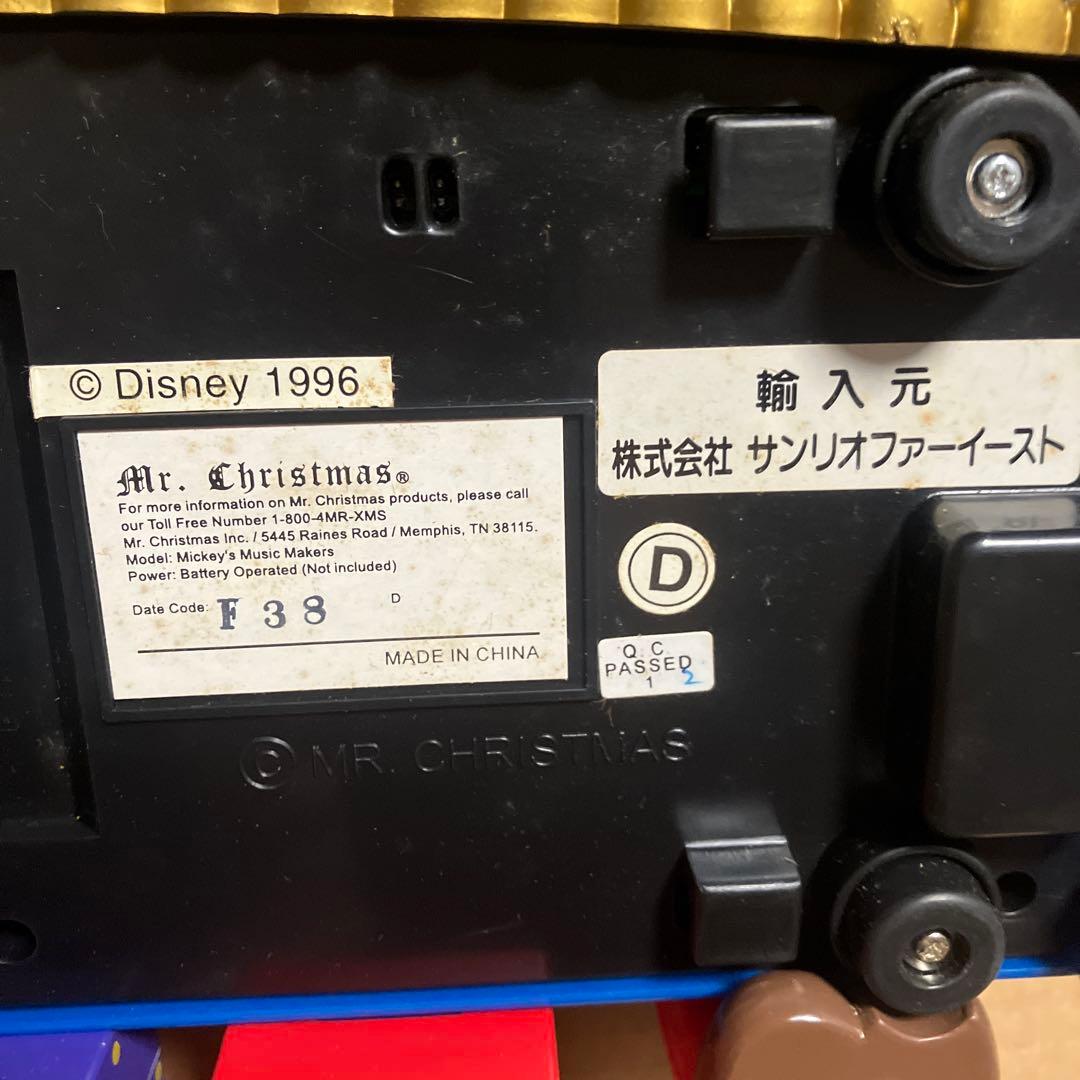 © Disney 1996
Mr. Christmas®
For more information on Mr. Christmas products, please call
our Toll Free Number 1-800-4MR-XMS
Mr. Christmas Inc. / 5445 Raines Road / Memphis, TN 38115.
Model: Mickey's Music Makers
Power: Battery Operated (Not included)
Date Code: F 38 D
MADE IN CHINA
輸入元
株式会社 サンリオファーイースト
D
Q.C.
PASSED
1 2
© MR. CHRISTMAS